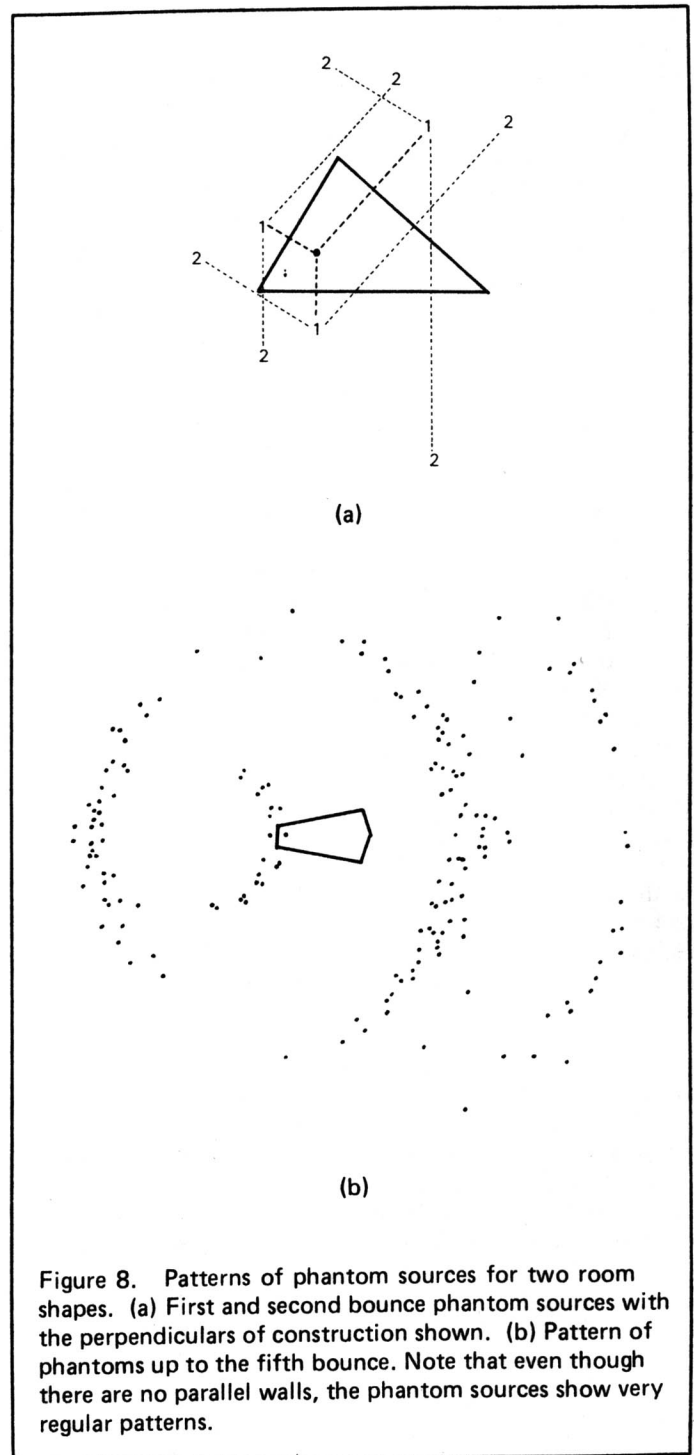 2
2
1
2
1
2
1
2
2
(a)
(b)
Figure 8. Patterns of phantom sources for two room
shapes. (a) First and second bounce phantom sources with
the perpendiculars of construction shown. (b) Pattern of
phantoms up to the fifth bounce. Note that even though
there are no parallel walls, the phantom sources show very
regular patterns.